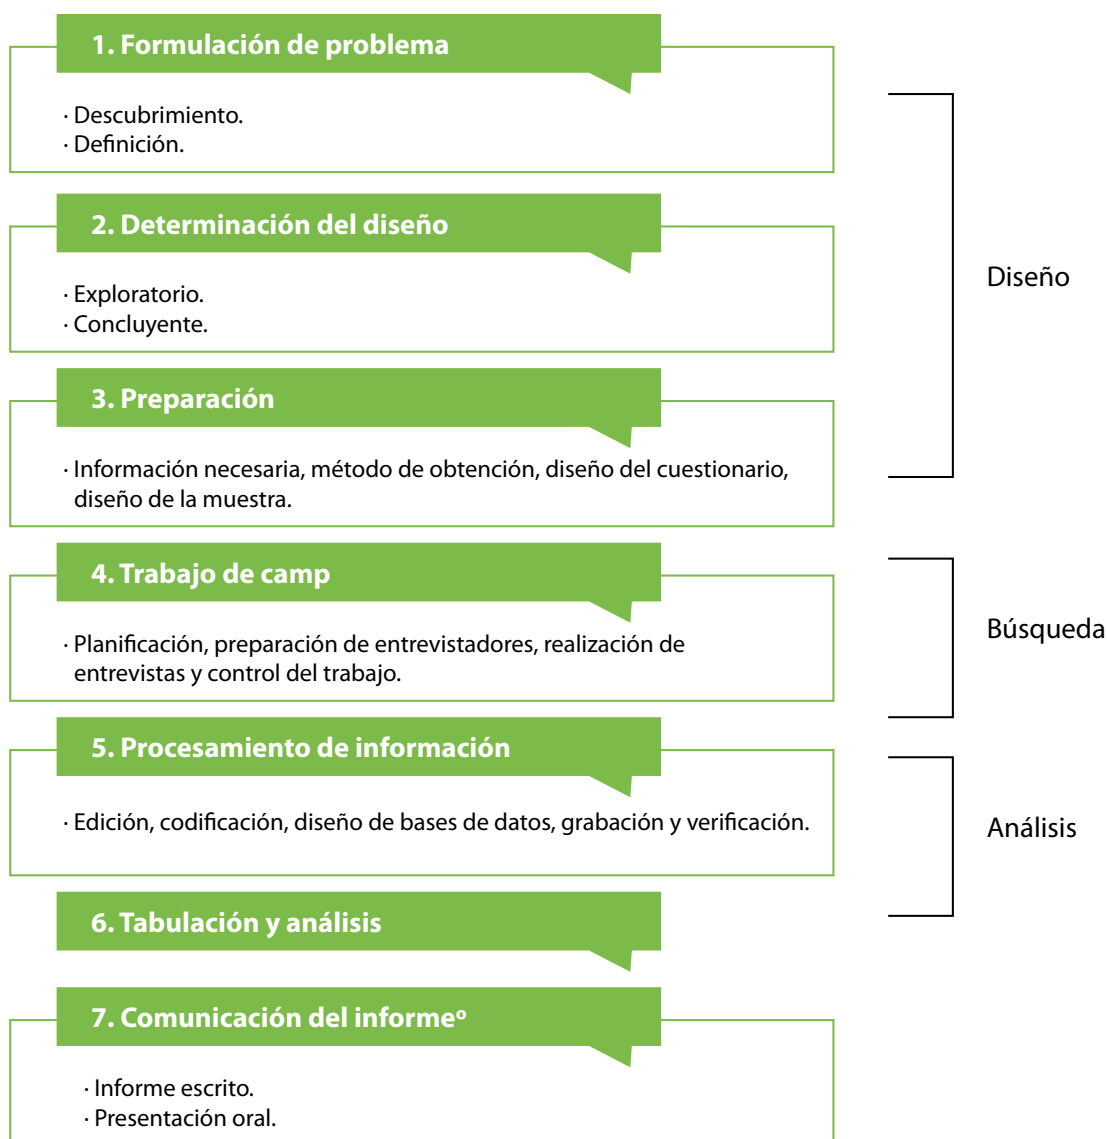 1. Formulación de problema
· Descubrimiento.
· Definición.
2. Determinación del diseño
· Exploratorio.
· Concluyente.
Diseño
3. Preparación
· Información necesaria, método de obtención, diseño del cuestionario,
diseño de la muestra.
4. Trabajo de camp
· Planificación, preparación de entrevistadores, realización de
entrevistas y control del trabajo.
Búsqueda
5. Procesamiento de información
· Edición, codificación, diseño de bases de datos, grabación y verificación.
Análisis
6. Tabulación y análisis
7. Comunicación del informeº
· Informe escrito.
· Presentación oral.